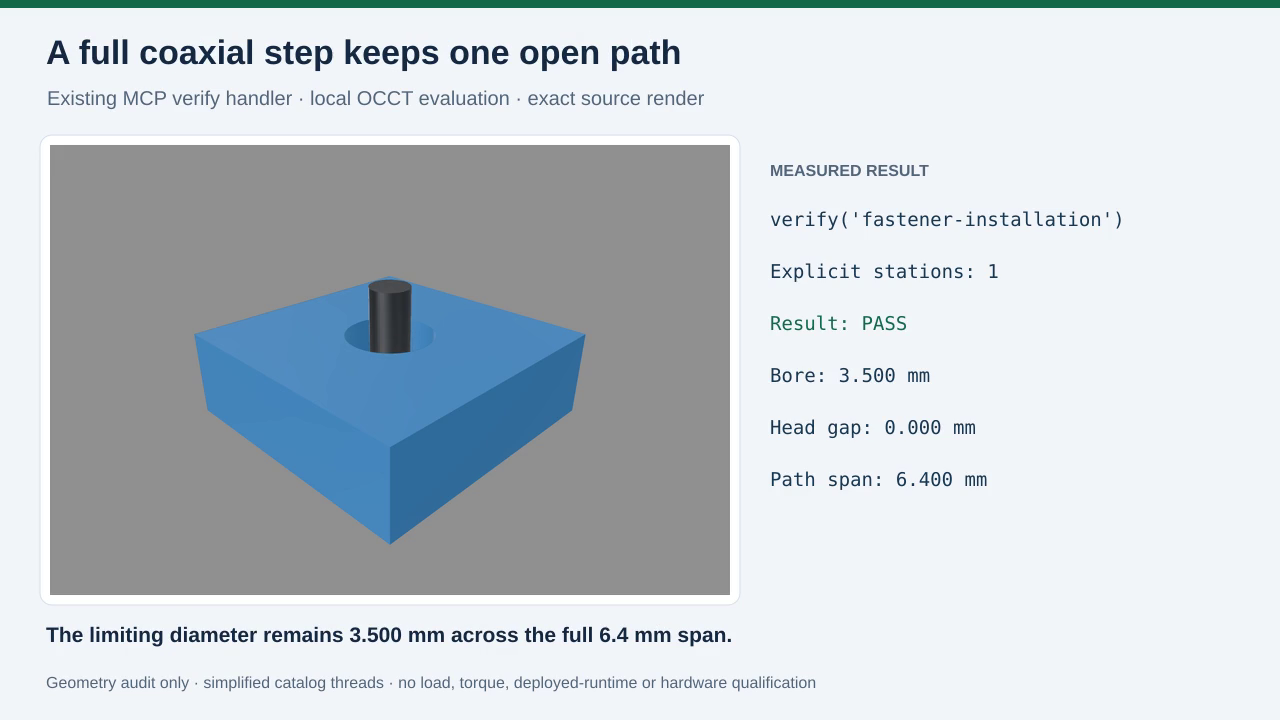 A full coaxial step keeps one open path
Existing MCP verify handler · local OCCT evaluation · exact source render
MEASURED RESULT
verify('fastener-installation')
Explicit stations: 1
Result: PASS
Bore: 3.500 mm
Head gap: 0.000 mm
Path span: 6.400 mm
The limiting diameter remains 3.500 mm across the full 6.4 mm span.
Geometry audit only · simplified catalog threads · no load, torque, deployed-runtime or hardware qualification